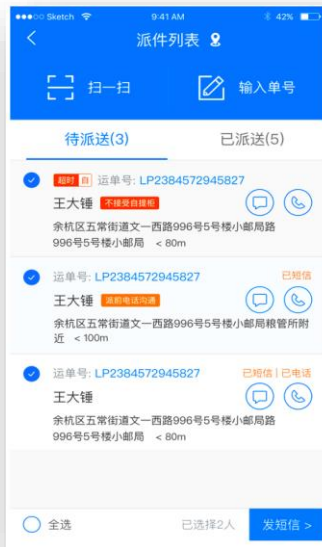 Sketch 9:41 AM 42%
派件列表
扫一扫 输入单号
待派送(3) 已派送(5)
超时 自 运单号: LP2384572945827
王大锤 不接受自提柜
余杭区五常街道文一西路996号5号楼小邮局路
996号5号楼小邮局 < 80m
运单号: LP2384572945827 已短信
王大锤 派前电话沟通
余杭区五常街道文一西路996号5号楼小邮局粮管所附
近 < 100m
运单号: LP2384572945827 已短信 | 已电话
王大锤
余杭区五常街道文一西路996号5号楼小邮局路
996号5号楼小邮局 < 80m
全选 已选择2人 发短信 >